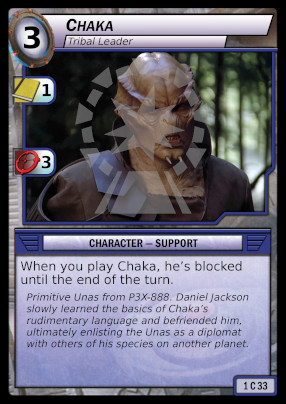 3
CHAKA
Tribal Leader
1
3
CHARACTER – SUPPORT
When you play Chaka, he's blocked
until the end of the turn.
Primitive Unas from P3X-888. Daniel Jackson
slowly learned the basics of Chaka's
rudimentary language and befriended him,
ultimately enlisting the Unas as a diplomat
with others of his species on another planet.
1 C 33